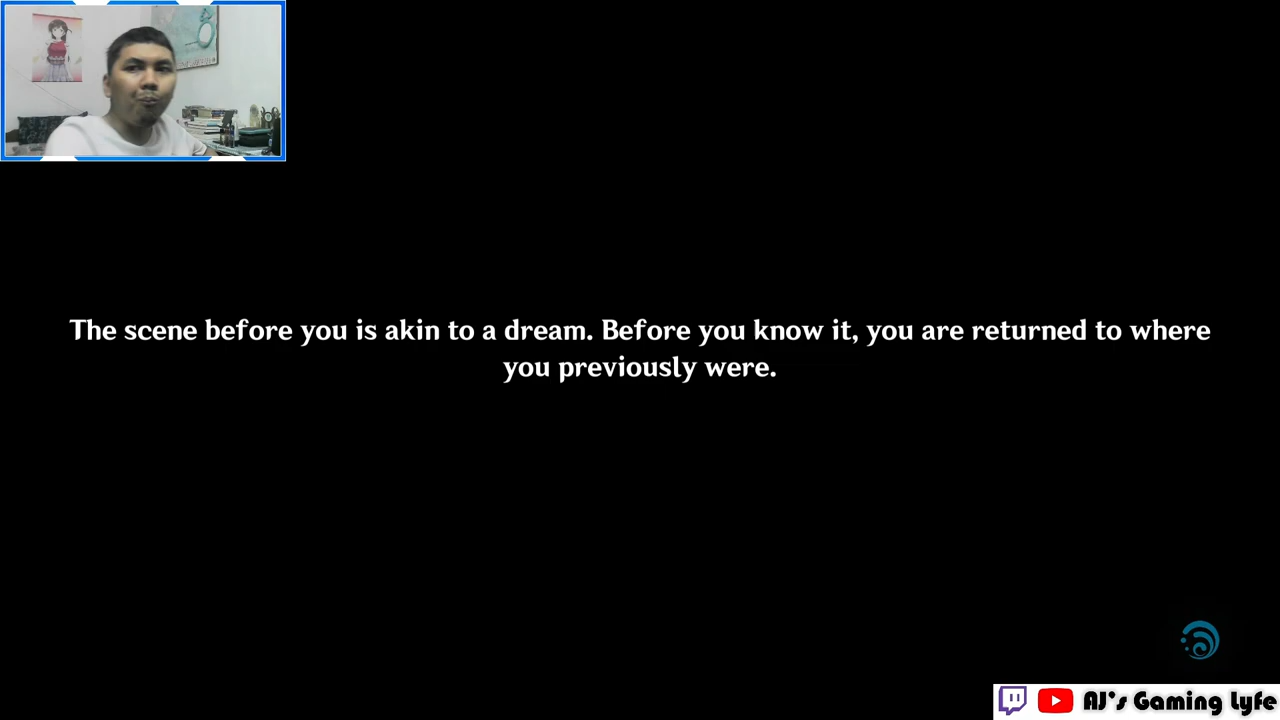 The scene before you is akin to a dream. Before you know it, you are returned to where
you previously were.
AJ's Gaming Lyfe